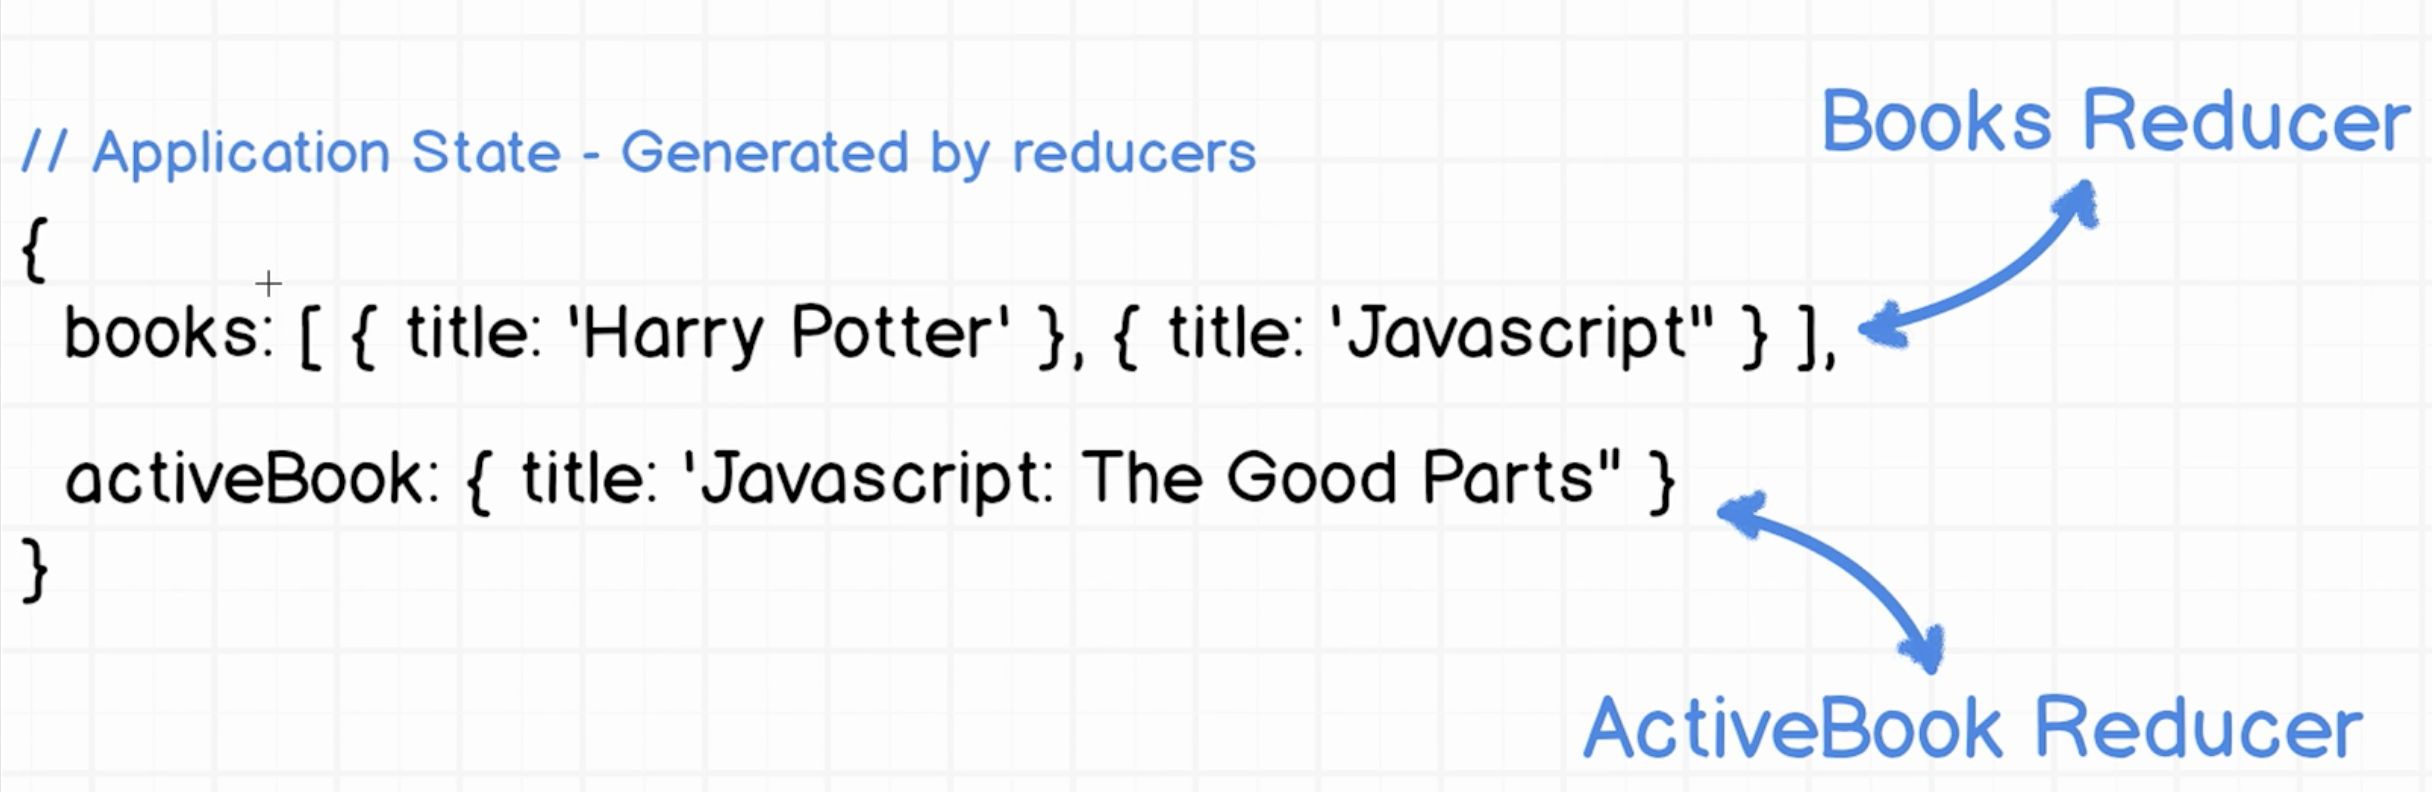 Books Reducer
// Application State - Generated by reducers
{
books: [ { title: 'Harry Potter' }, { title: 'Javascript" } ],
activeBook: { title: 'Javascript: The Good Parts" }
}
ActiveBook Reducer